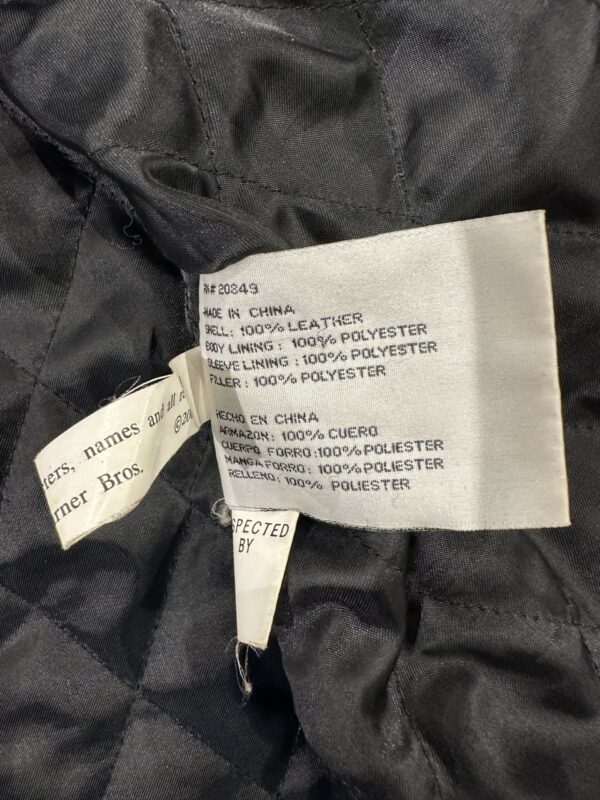 #20849
MADE IN CHINA
SHELL: 100% LEATHER
BODY LINING: 100% POLYESTER
SLEEVE LINING: 100% POLYESTER
FILLER: 100% POLYESTER
HECHO EN CHINA
ARMAZON: 100% CUERO
CUERPO FORRO:100% POLIESTER
MANGA FORRO: 100% POLIESTER
RELLENO: 100% POLIESTER
ters, names and all
rner Bros. ©20
SPECTED
BY